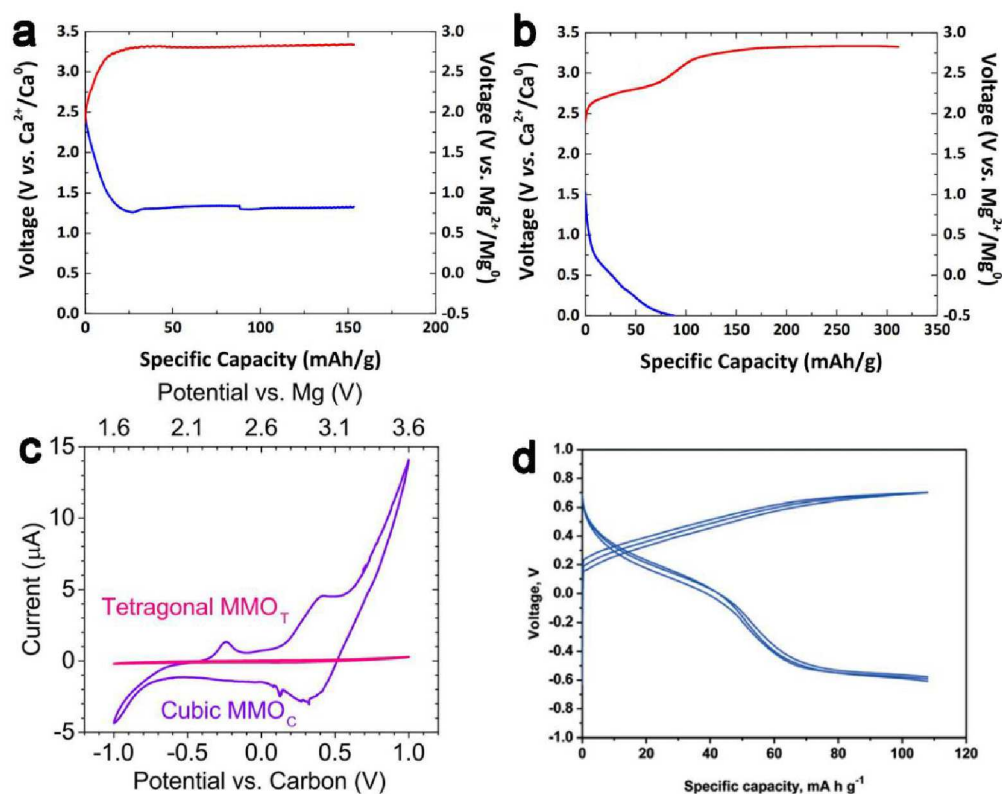 a
3.5
3.0
2.5
2.0
1.5
1.0
0.5
0.0
Voltage (V vs. Ca²⁺/Ca⁰)
3.0
2.5
2.0
1.5
1.0
0.5
0.0
-0.5
Voltage (V vs. Mg²⁺/Mg⁰)
0 50 100 150 200
Specific Capacity (mAh/g)
b
3.5
3.0
2.5
2.0
1.5
1.0
0.5
0.0
Voltage (V vs. Ca²⁺/Ca⁰)
3.0
2.5
2.0
1.5
1.0
0.5
0.0
-0.5
Voltage (V vs. Mg²⁺/Mg⁰)
0 50 100 150 200 250 300 350
Specific Capacity (mAh/g)
c
Potential vs. Mg (V)
1.6 2.1 2.6 3.1 3.6
15
10
5
0
-5
Current (μA)
Tetragonal MMO_T
Cubic MMO_C
-1.0 -0.5 0.0 0.5 1.0
Potential vs. Carbon (V)
d
1.0
0.8
0.6
0.4
0.2
0.0
-0.2
-0.4
-0.6
-0.8
-1.0
Voltage, V
0 20 40 60 80 100 120
Specific capacity, mA h g⁻¹